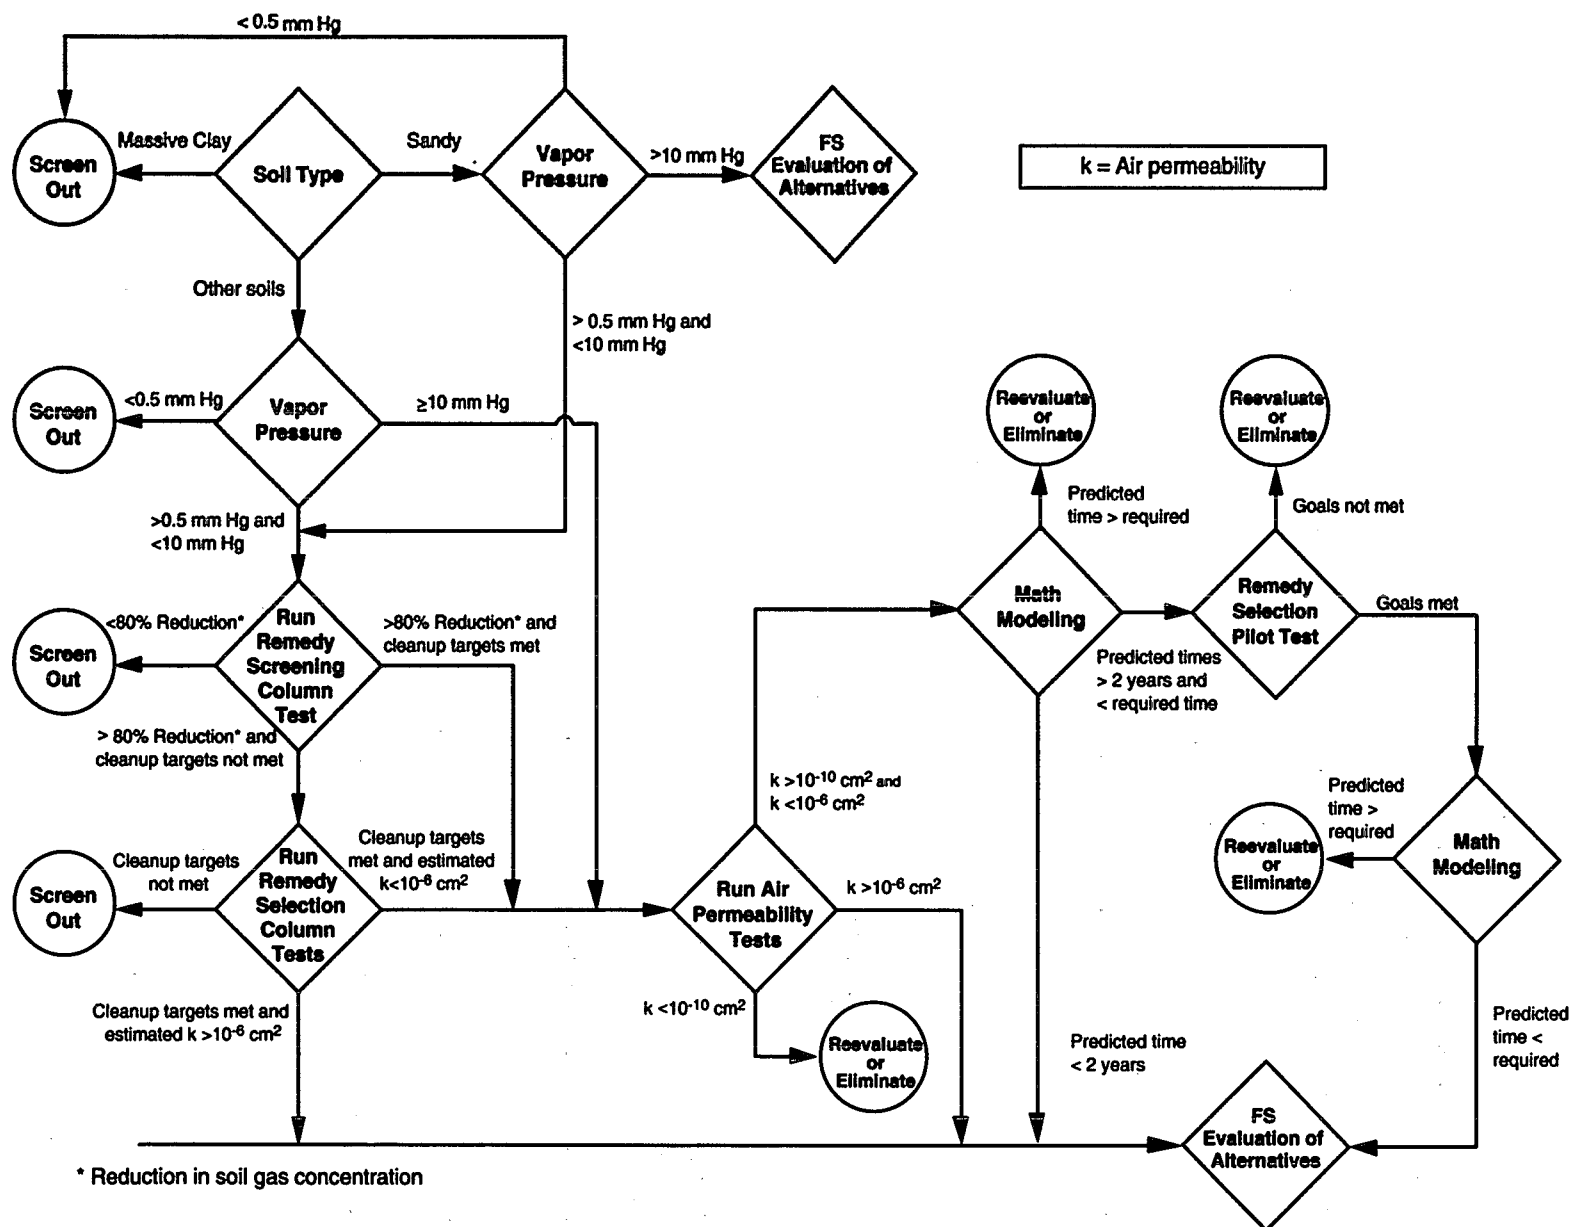 < 0.5 mm Hg
Screen
Out
Massive Clay
Soil Type
Sandy
Vapor
Pressure
>10 mm Hg
FS
Evaluation of
Alternatives
k = Air permeability
Other soils
> 0.5 mm Hg and
<10 mm Hg
Screen
Out
<0.5 mm Hg
Vapor
Pressure
≥10 mm Hg
Reevaluate
or
Eliminate
Reevaluate
or
Eliminate
>0.5 mm Hg and
<10 mm Hg
Predicted
time > required
Goals not met
Screen
Out
<80% Reduction*
Run
Remedy
Screening
Column
Test
>80% Reduction* and
cleanup targets met
Math
Modeling
Predicted times
> 2 years and
< required time
Remedy
Selection
Pilot Test
Goals met
> 80% Reduction* and
cleanup targets not met
k >10⁻¹⁰ cm² and
k <10⁻⁶ cm²
Predicted
time >
required
Reevaluate
or
Eliminate
Math
Modeling
Screen
Out
Cleanup targets
not met
Run
Remedy
Selection
Column
Tests
Cleanup targets
met and estimated
k<10⁻⁶ cm²
Run Air
Permeability
Tests
k >10⁻⁶ cm²
Cleanup targets met and
estimated k >10⁻⁶ cm²
k <10⁻¹⁰ cm²
Reevaluate
or
Eliminate
Predicted time
< 2 years
Predicted
time <
required
FS
Evaluation of
Alternatives
* Reduction in soil gas concentration